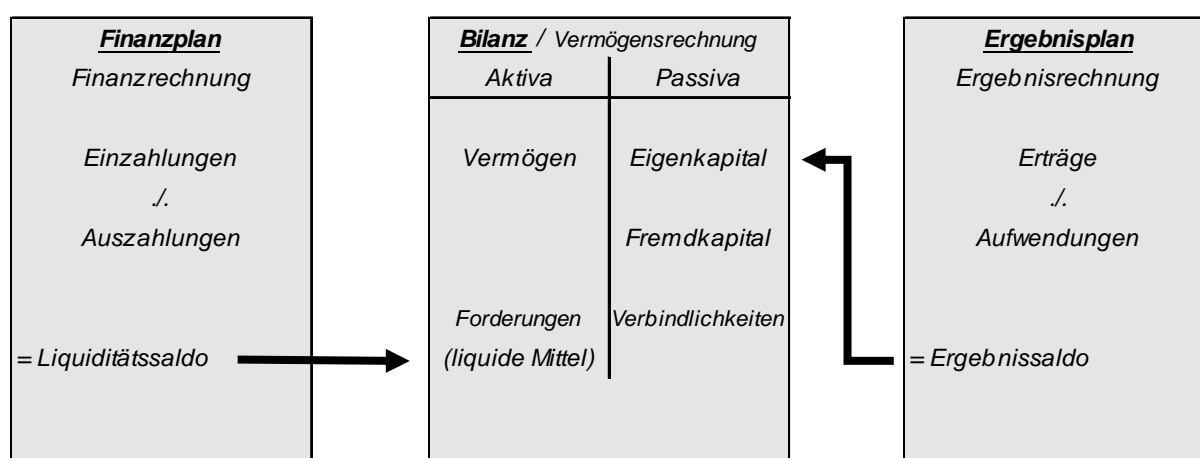 Finanzplan
Finanzrechnung
Einzahlungen
./.
Auszahlungen
= Liquiditätssaldo
Bilanz / Vermögensrechnung
Aktiva Passiva
Vermögen Eigenkapital
Fremdkapital
Forderungen Verbindlichkeiten
(liquide Mittel)
Ergebnisplan
Ergebnisrechnung
Erträge
./.
Aufwendungen
= Ergebnissaldo